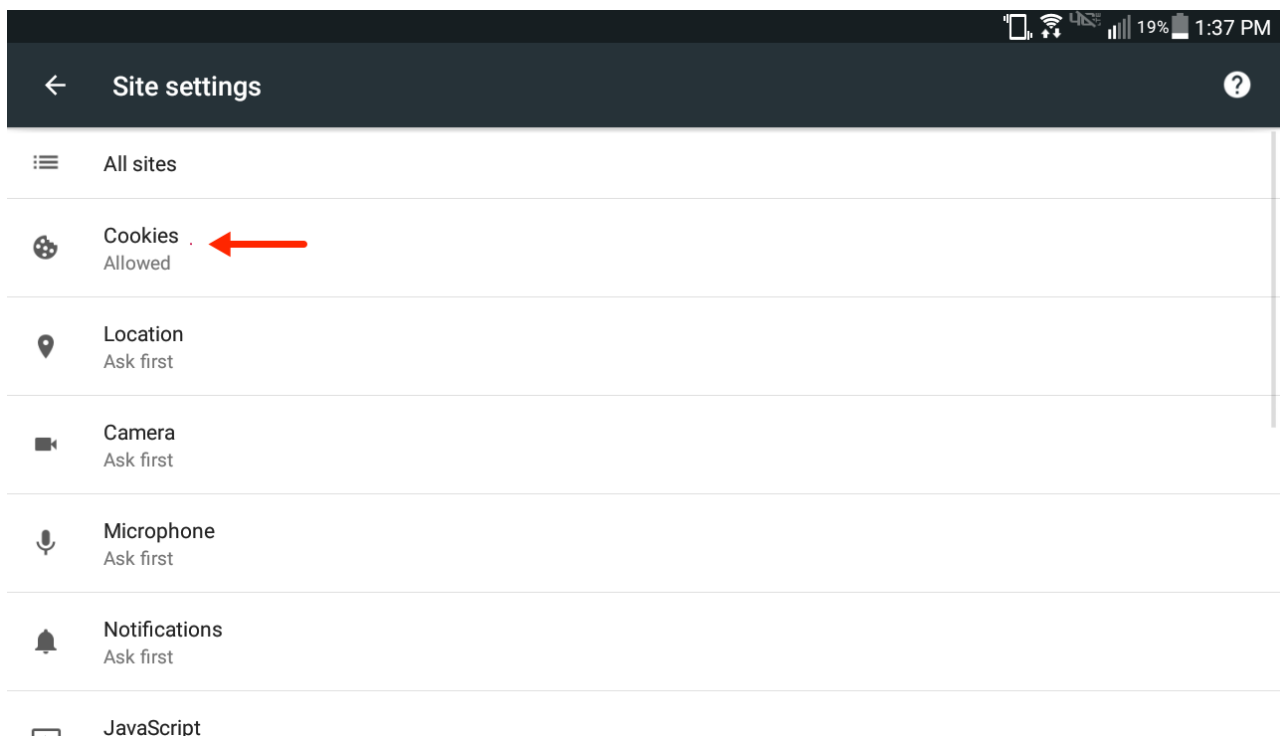 19% 1:37 PM
Site settings
All sites
Cookies
Allowed
Location
Ask first
Camera
Ask first
Microphone
Ask first
Notifications
Ask first
JavaScript